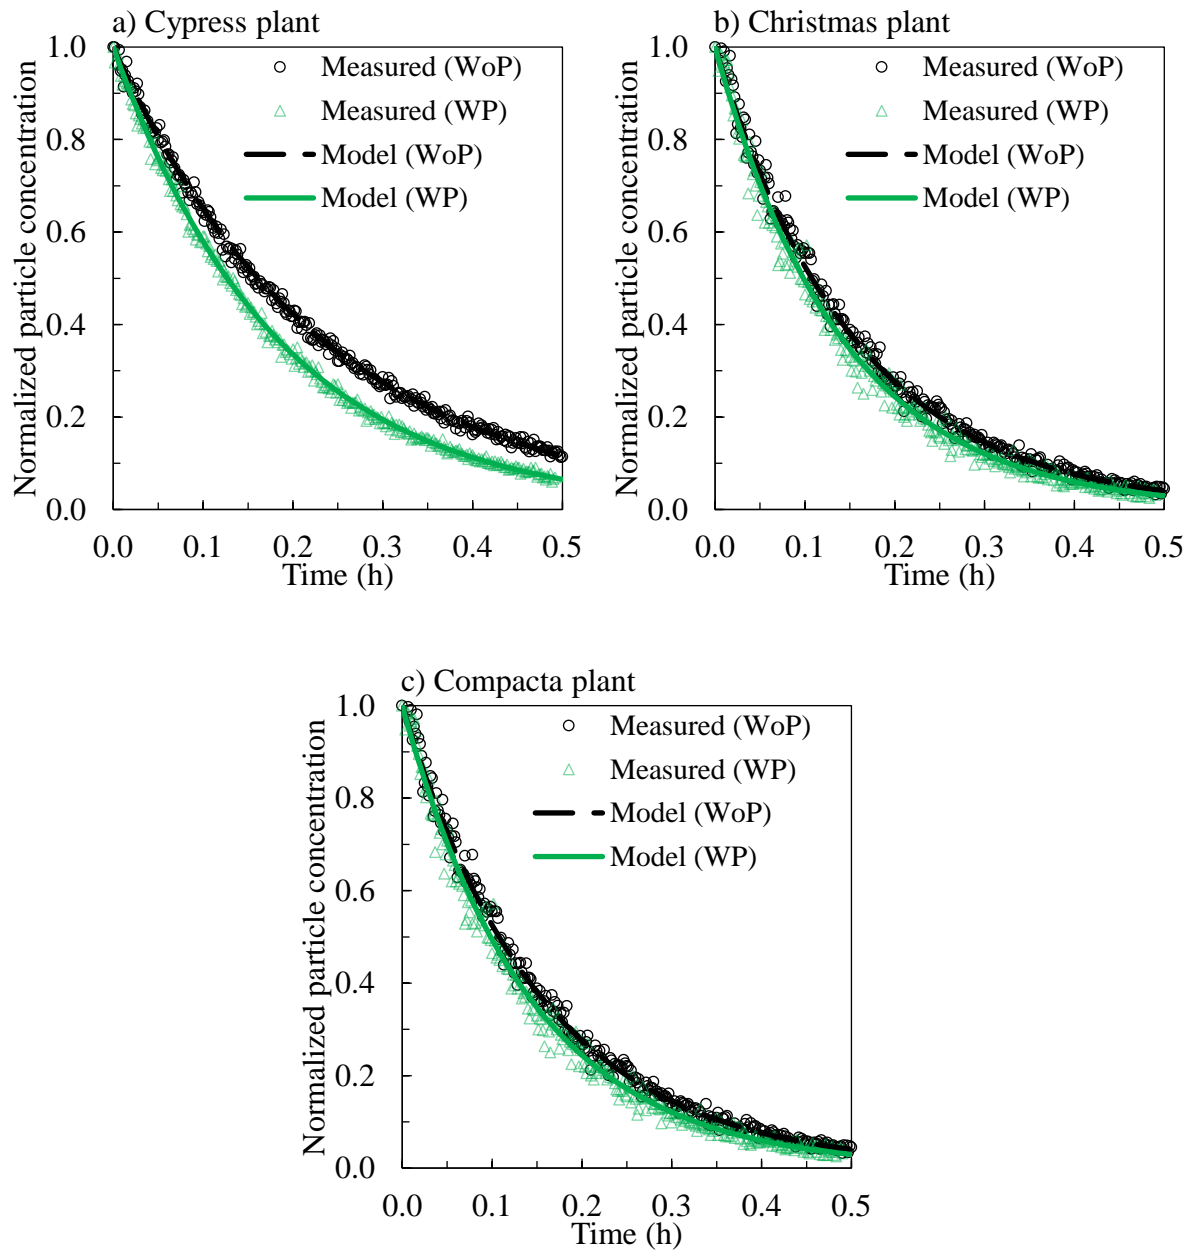 a) Cypress plant
Normalized particle concentration
1.0
0.8
0.6
0.4
0.2
0.0
Measured (WoP)
Measured (WP)
Model (WoP)
Model (WP)
0.0 0.1 0.2 0.3 0.4 0.5
Time (h)
b) Christmas plant
Normalized particle concentration
1.0
0.8
0.6
0.4
0.2
0.0
Measured (WoP)
Measured (WP)
Model (WoP)
Model (WP)
0.0 0.1 0.2 0.3 0.4 0.5
Time (h)
c) Compacta plant
Normalized particle concentration
1.0
0.8
0.6
0.4
0.2
0.0
Measured (WoP)
Measured (WP)
Model (WoP)
Model (WP)
0.0 0.1 0.2 0.3 0.4 0.5
Time (h)